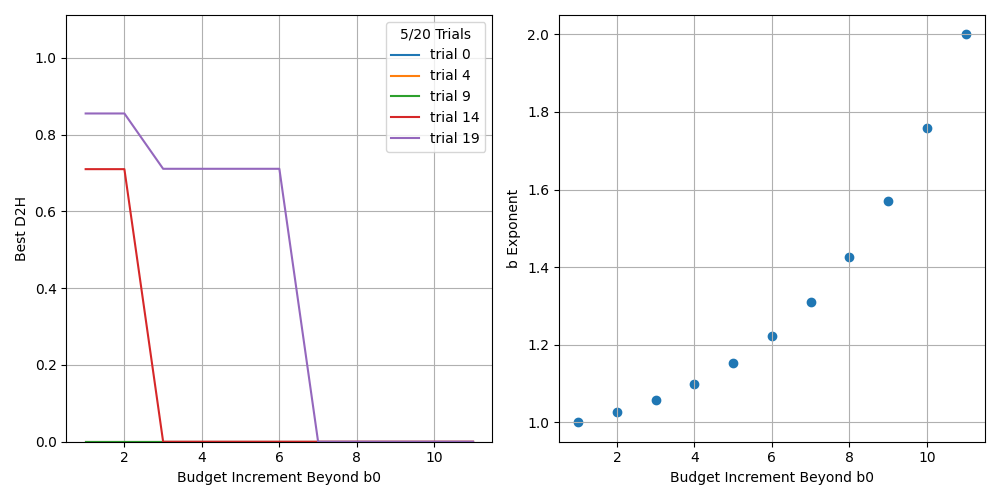 5/20 Trials
trial 0
trial 4
trial 9
trial 14
trial 19
Best D2H
1.0
0.8
0.6
0.4
0.2
0.0
2 4 6 8 10
Budget Increment Beyond b0
b Exponent
2.0
1.8
1.6
1.4
1.2
1.0
2 4 6 8 10
Budget Increment Beyond b0